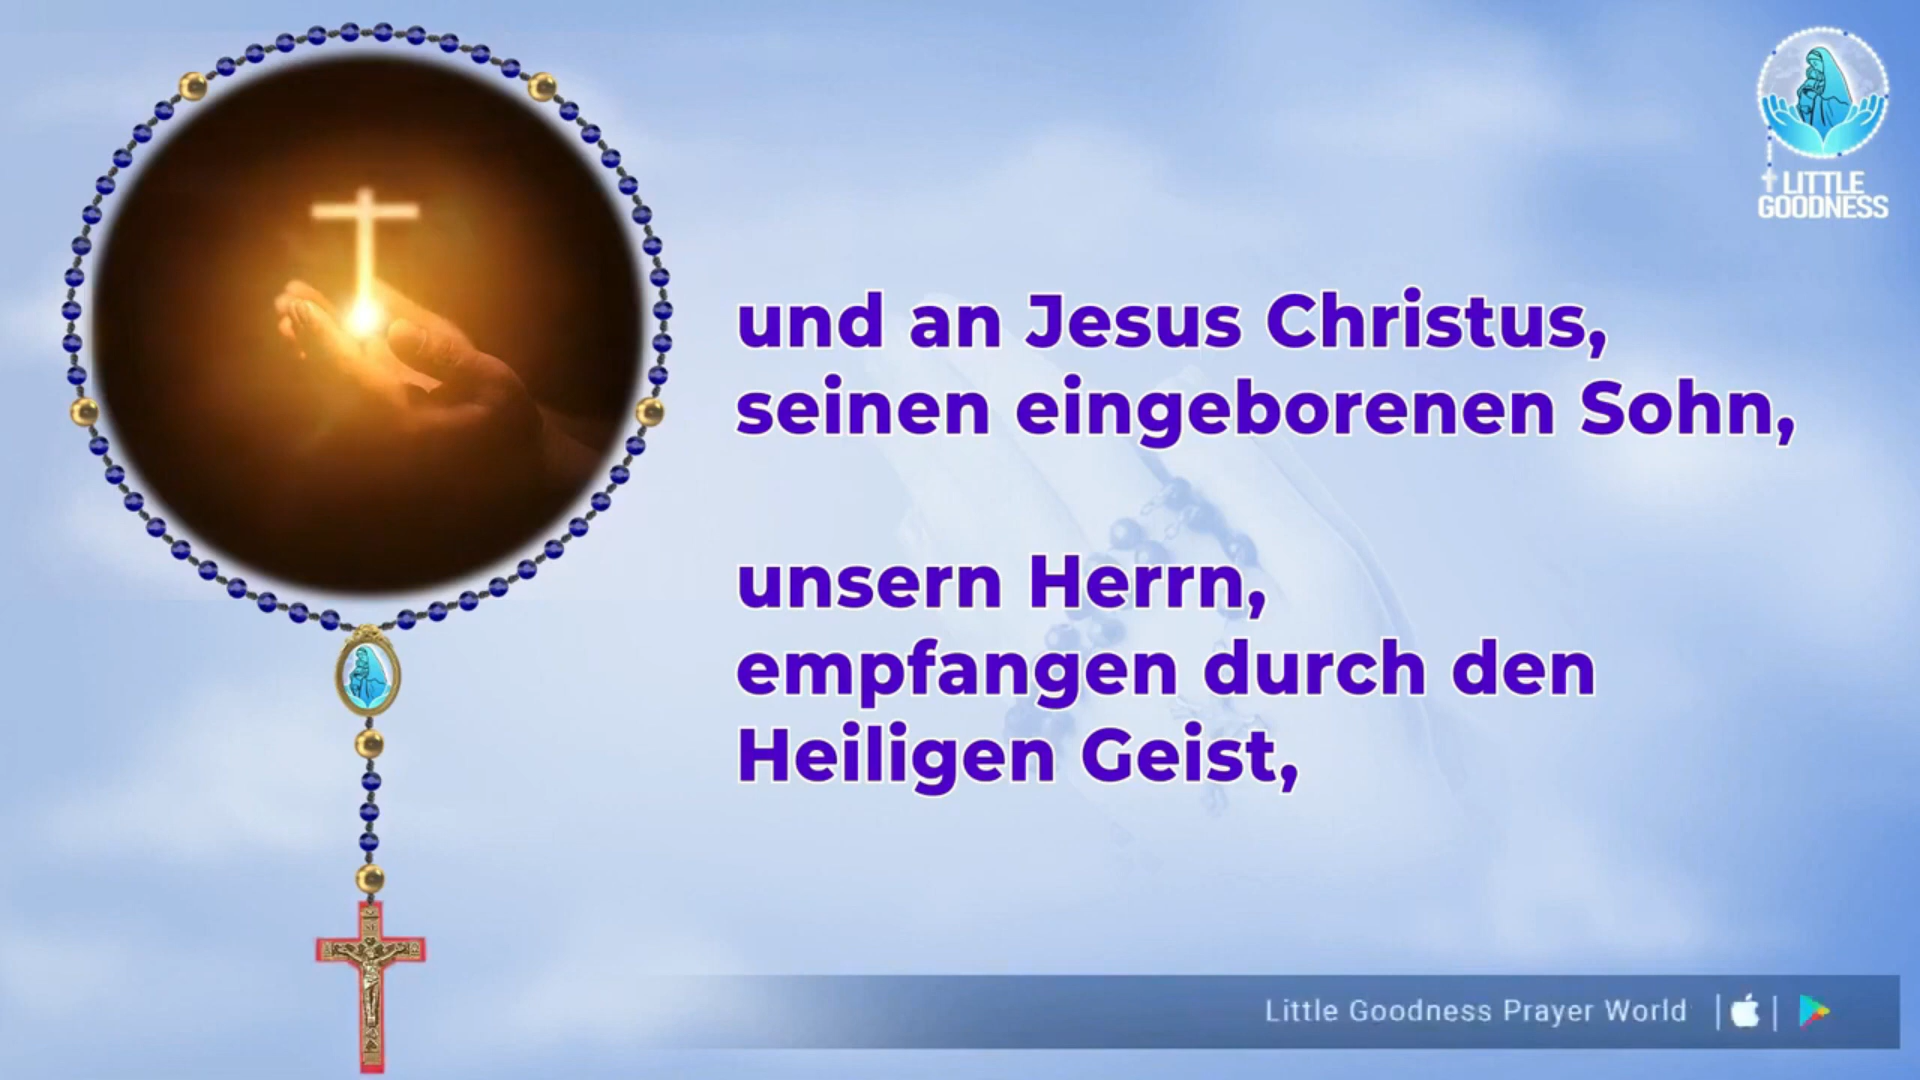 LITTLE
GOODNESS
und an Jesus Christus,
seinen eingeborenen Sohn,
unsern Herrn,
empfangen durch den
Heiligen Geist,
Little Goodness Prayer World